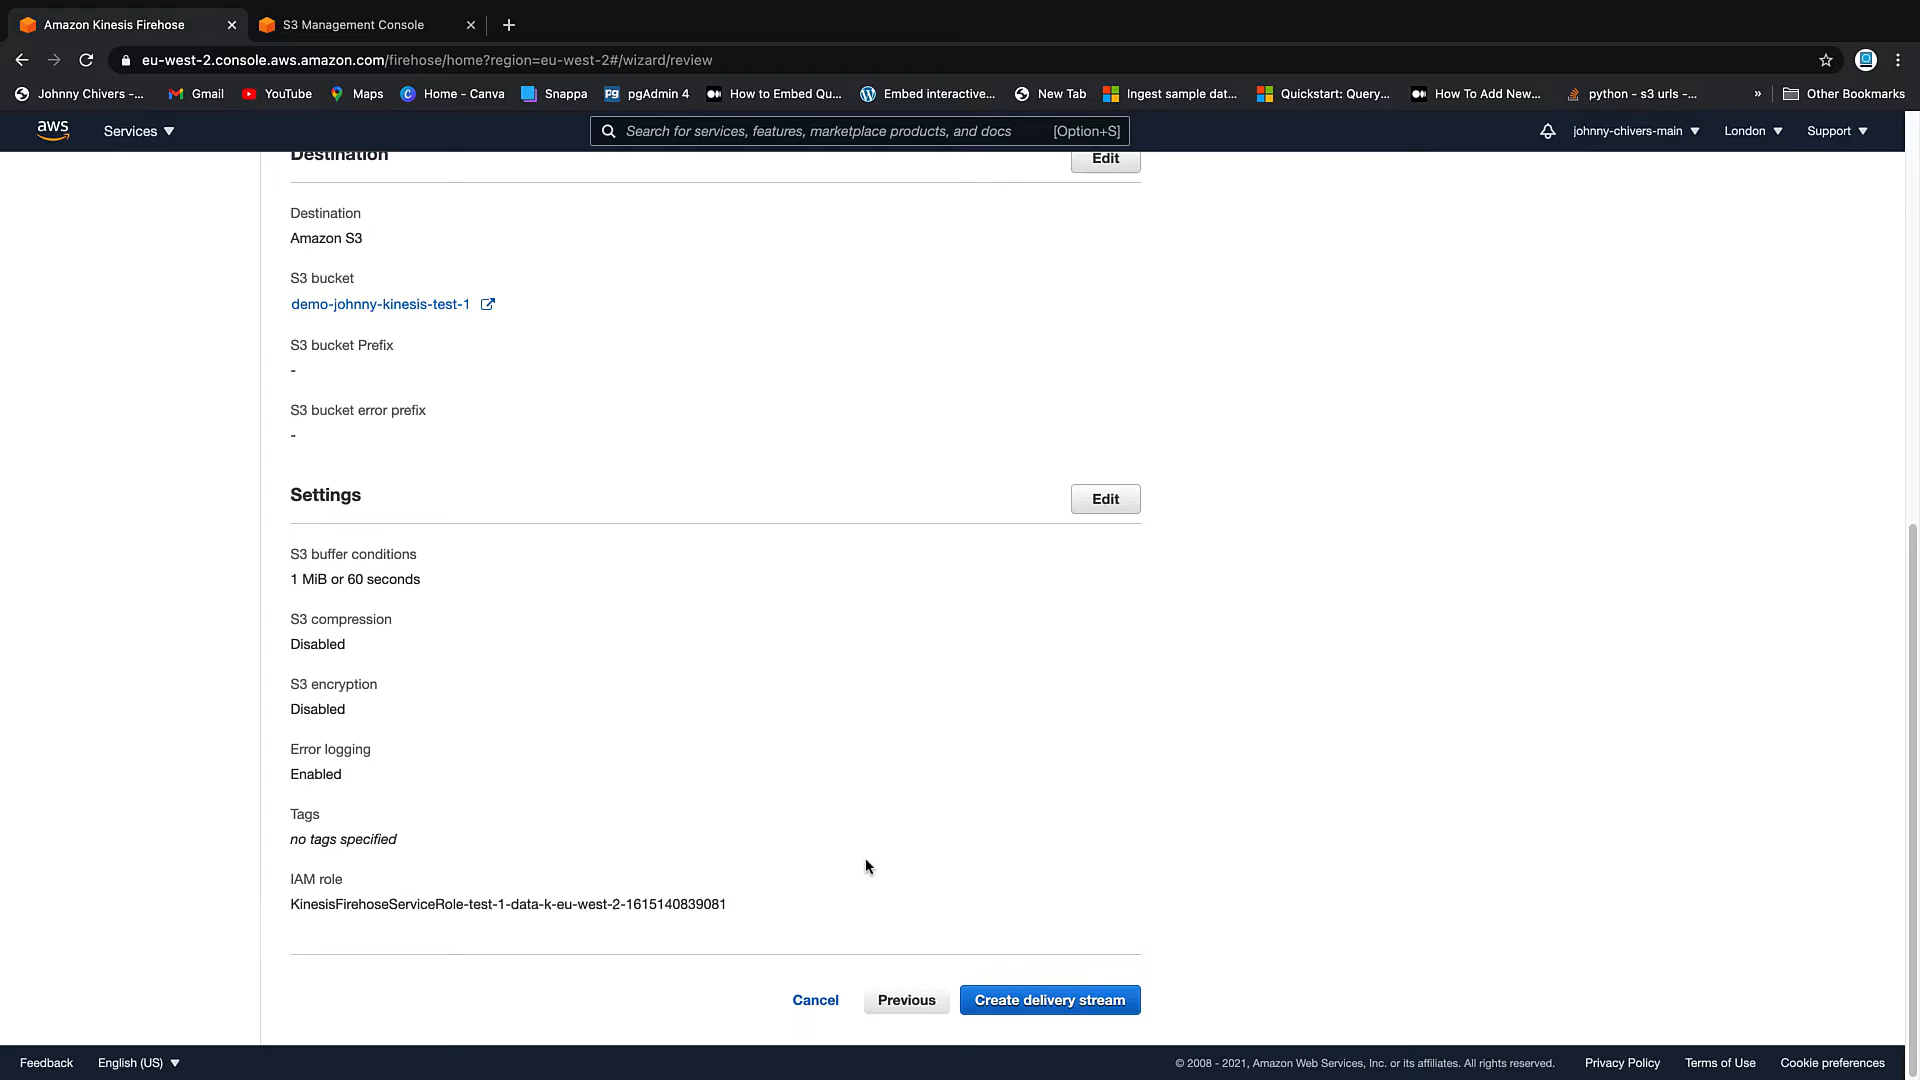 Amazon Kinesis Firehose
S3 Management Console
eu-west-2.console.aws.amazon.com/firehose/home?region=eu-west-2#/wizard/review
Johnny Chivers -...
Gmail
YouTube
Maps
Home - Canva
Snappa
pgAdmin 4
How to Embed Qu...
Embed interactive...
New Tab
Ingest sample dat...
Quickstart: Query...
How To Add New...
python - s3 urls -...
»
Other Bookmarks
aws
Services
Search for services, features, marketplace products, and docs [Option+S]
johnny-chivers-main
London
Support
Destination
Edit
Destination
Amazon S3
S3 bucket
demo-johnny-kinesis-test-1
S3 bucket Prefix
-
S3 bucket error prefix
-
Settings
Edit
S3 buffer conditions
1 MiB or 60 seconds
S3 compression
Disabled
S3 encryption
Disabled
Error logging
Enabled
Tags
no tags specified
IAM role
KinesisFirehoseServiceRole-test-1-data-k-eu-west-2-1615140839081
Cancel
Previous
Create delivery stream
Feedback
English (US)
© 2008 - 2021, Amazon Web Services, Inc. or its affiliates. All rights reserved.
Privacy Policy
Terms of Use
Cookie preferences